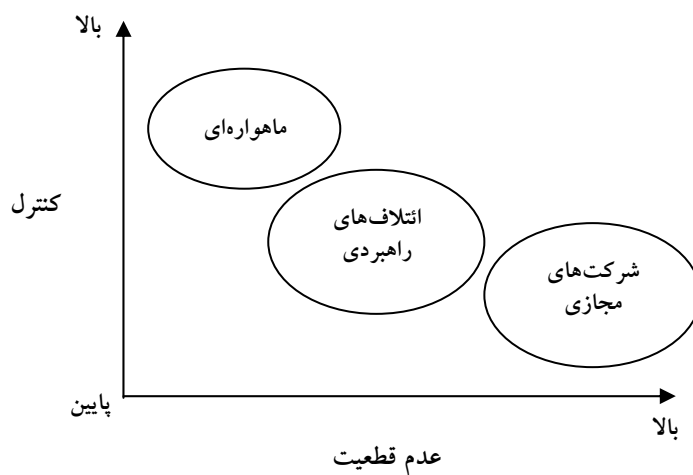 بالا
ماهواره‌ای
کنترل
ائتلاف‌های
راهبردی
شرکت‌های
مجازی
پایین
بالا
عدم قطعیت